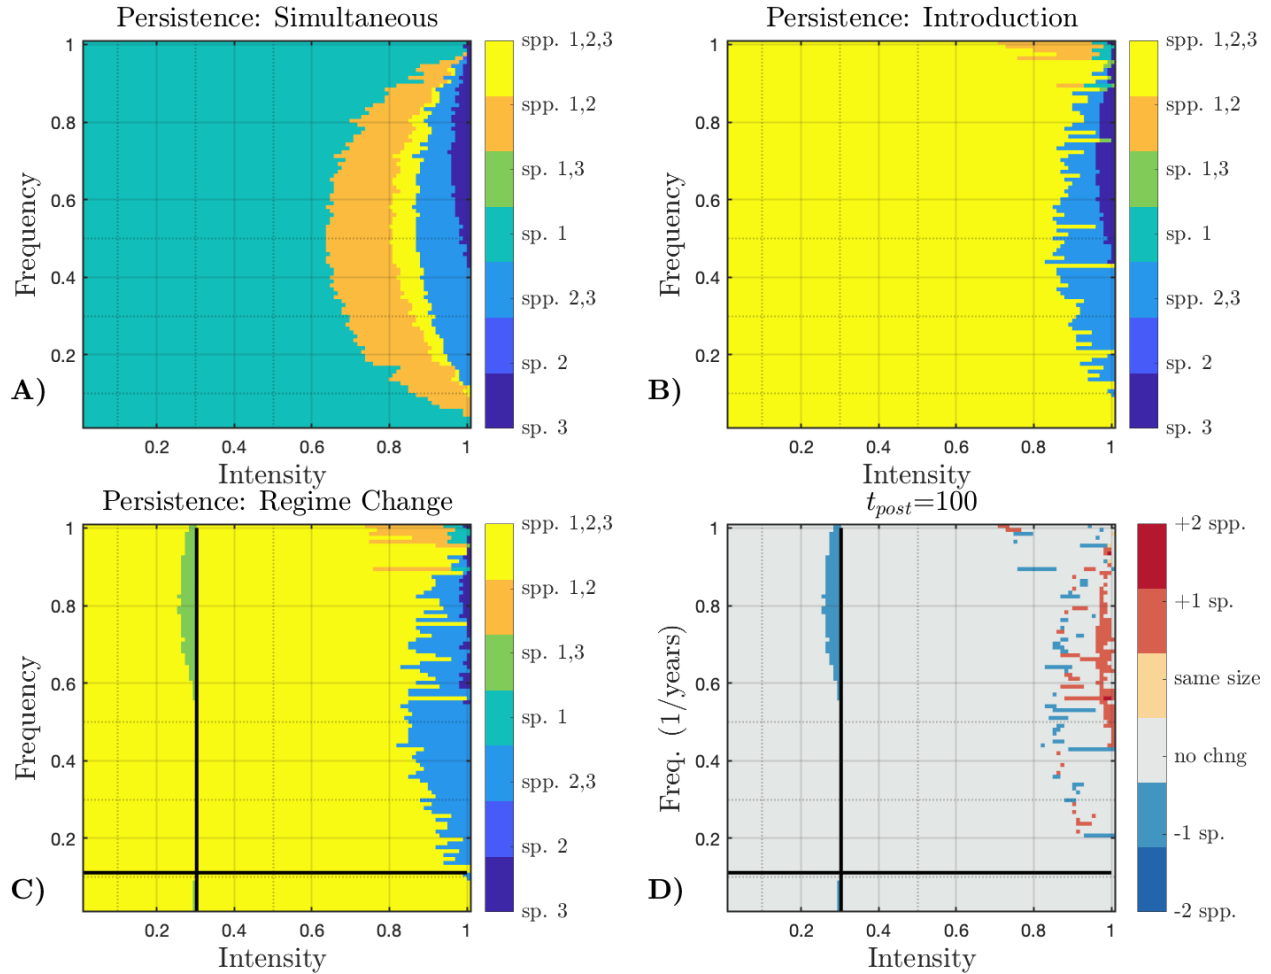 Persistence: Simultaneous
1
0.8
0.6
0.4
0.2
Frequency
A)
0.2
0.4
0.6
0.8
1
Intensity
spp. 1,2,3
spp. 1,2
sp. 1,3
sp. 1
spp. 2,3
sp. 2
sp. 3
Persistence: Introduction
1
0.8
0.6
0.4
0.2
Frequency
B)
0.2
0.4
0.6
0.8
1
Intensity
spp. 1,2,3
spp. 1,2
sp. 1,3
sp. 1
spp. 2,3
sp. 2
sp. 3
Persistence: Regime Change
1
0.8
0.6
0.4
0.2
Frequency
C)
0.2
0.4
0.6
0.8
1
Intensity
spp. 1,2,3
spp. 1,2
sp. 1,3
sp. 1
spp. 2,3
sp. 2
sp. 3
t_post=100
1
0.8
0.6
0.4
0.2
Freq. (1/years)
D)
0.2
0.4
0.6
0.8
1
Intensity
+2 spp.
+1 sp.
same size
no chng
-1 sp.
-2 spp.